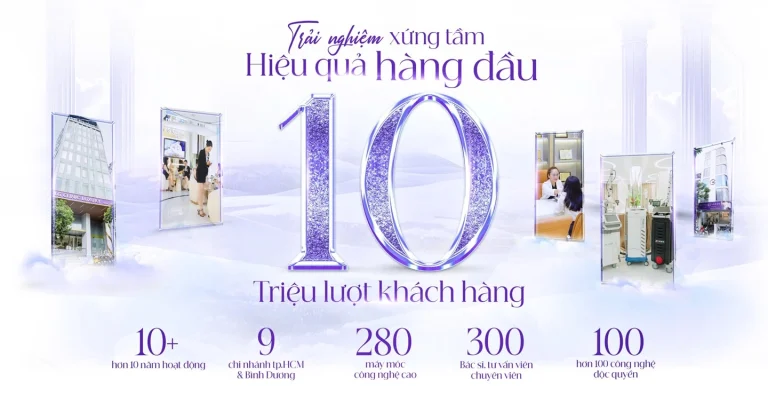 Trải nghiệm xứng tầm
Hiệu quả hàng đầu
10
Triệu lượt khách hàng
10+
hơn 10 năm hoạt động
9
chi nhánh tp.HCM
& Bình Dương
280
máy móc
công nghệ cao
300
Bác sĩ, tư vấn viên
chuyên viên
100
hơn 100 công nghệ
độc quyền